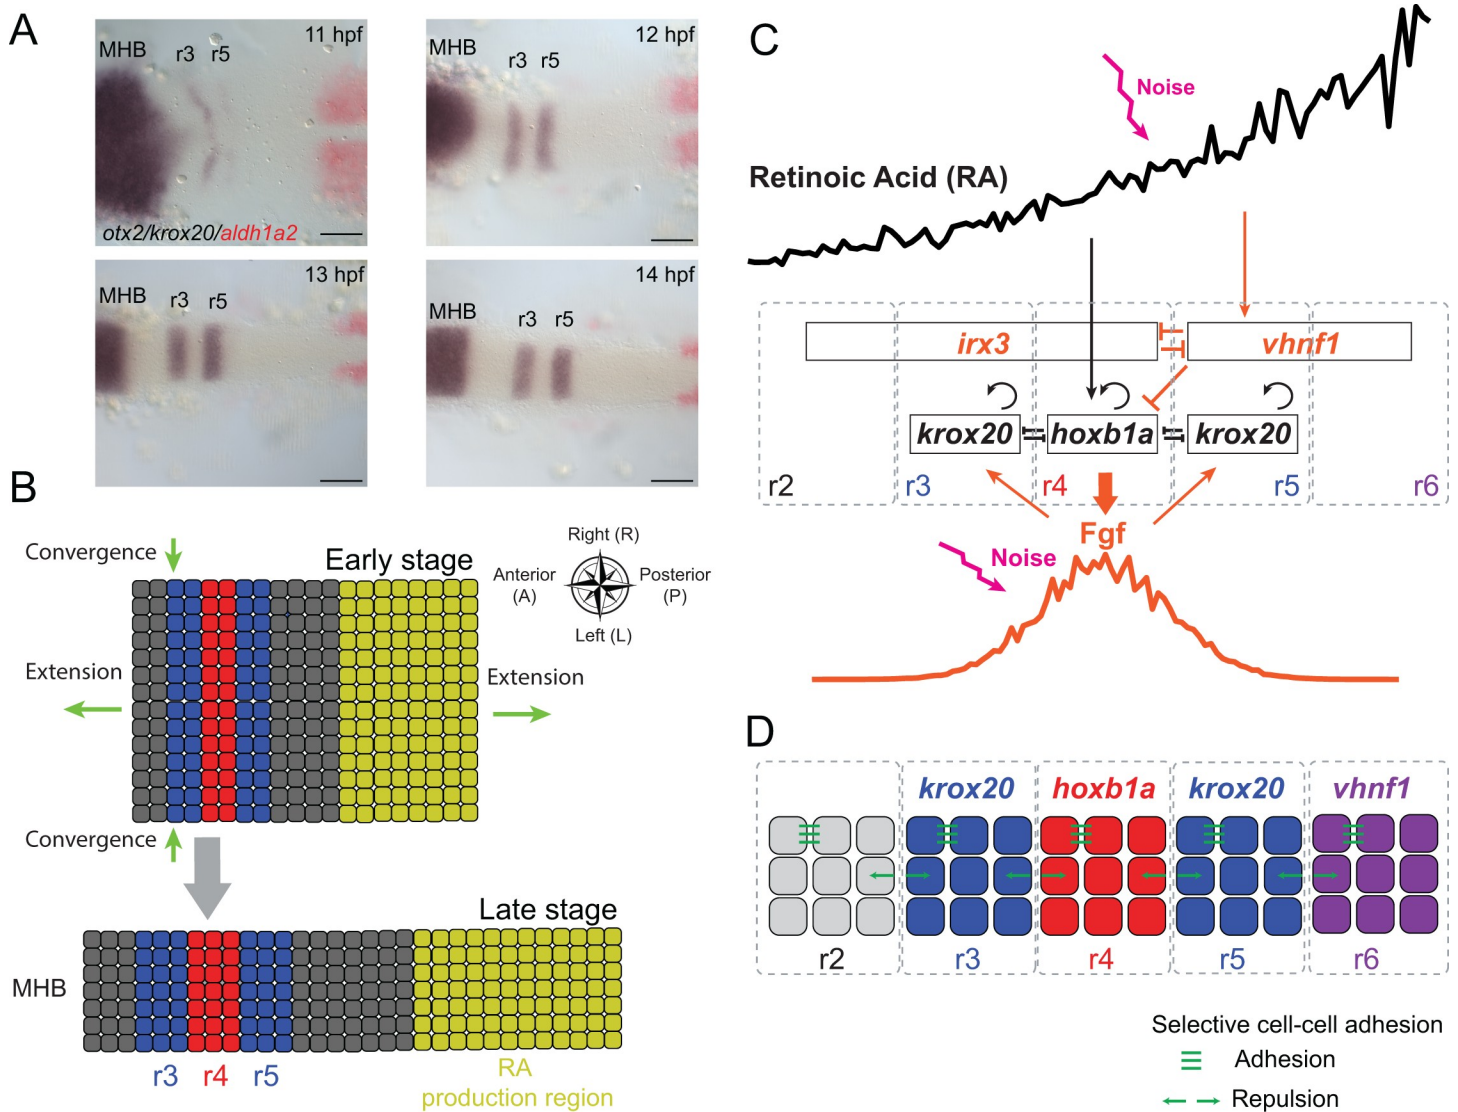 A
MHB
r3
r5
11 hpf
otx2/krox20/aldh1a2
MHB
r3
r5
12 hpf
MHB
r3
r5
13 hpf
MHB
r3
r5
14 hpf
B
Convergence
Early stage
Extension
Extension
Convergence
Right (R)
Anterior
(A)
Posterior
(P)
Left (L)
Late stage
MHB
r3
r4
r5
RA
production region
C
Noise
Retinoic Acid (RA)
irx3
vhnf1
krox20
hoxb1a
krox20
r2
r3
r4
r5
r6
Fgf
Noise
D
krox20
hoxb1a
krox20
vhnf1
r2
r3
r4
r5
r6
Selective cell-cell adhesion
Adhesion
Repulsion